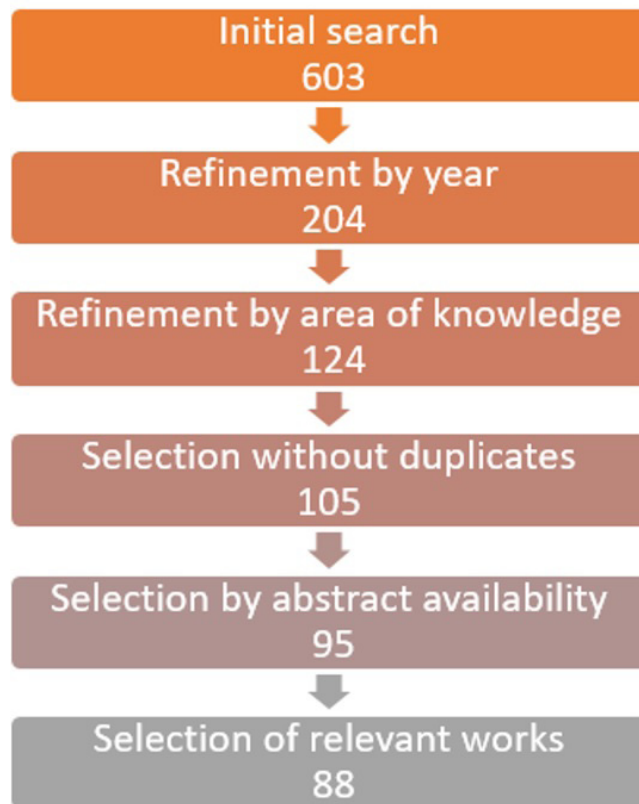 Initial search
603
Refinement by year
204
Refinement by area of knowledge
124
Selection without duplicates
105
Selection by abstract availability
95
Selection of relevant works
88